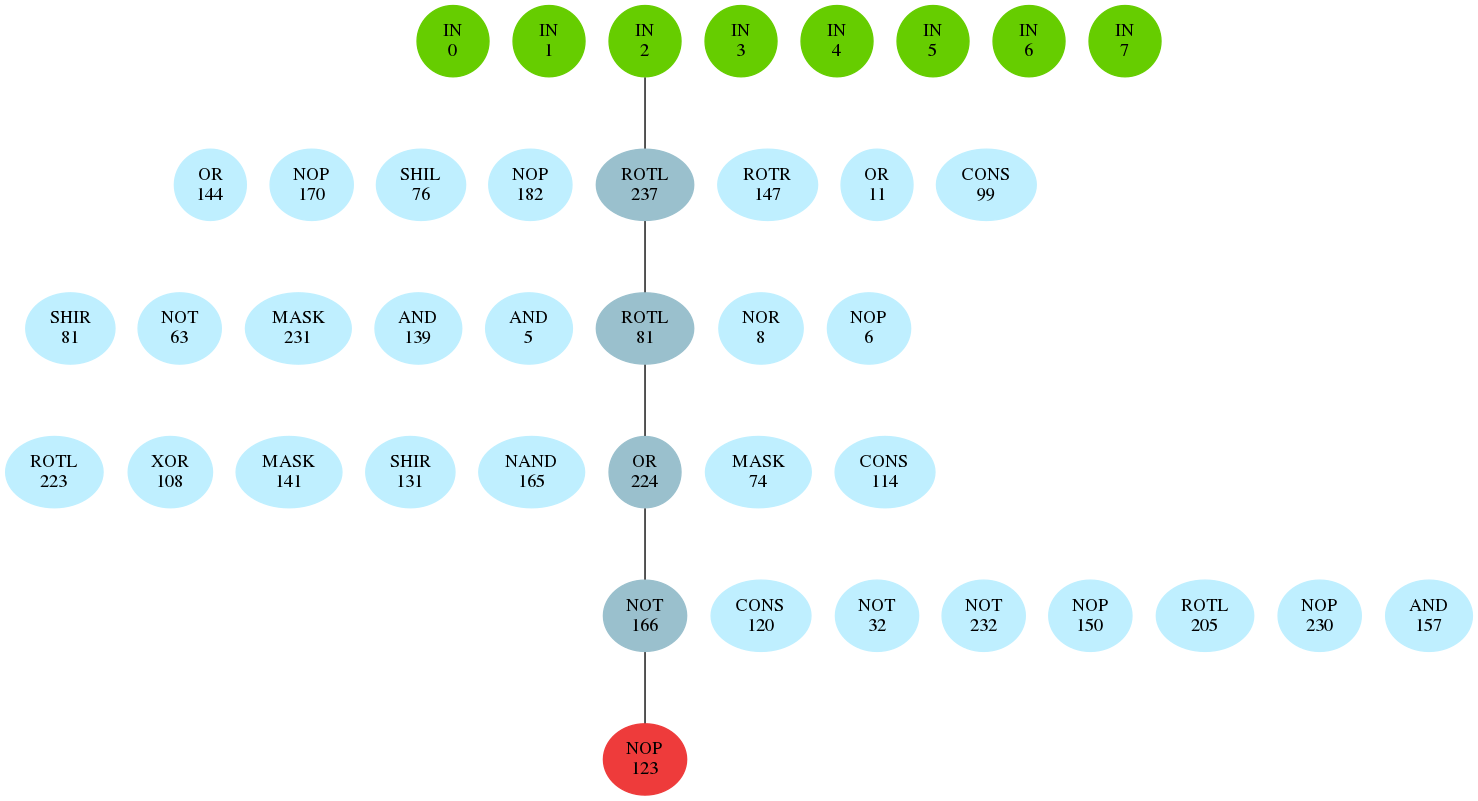 IN
0
IN
1
IN
2
IN
3
IN
4
IN
5
IN
6
IN
7
OR
144
NOP
170
SHIL
76
NOP
182
ROTL
237
ROTR
147
OR
11
CONS
99
SHIR
81
NOT
63
MASK
231
AND
139
AND
5
ROTL
81
NOR
8
NOP
6
ROTL
223
XOR
108
MASK
141
SHIR
131
NAND
165
OR
224
MASK
74
CONS
114
NOT
166
CONS
120
NOT
32
NOT
232
NOP
150
ROTL
205
NOP
230
AND
157
NOP
123